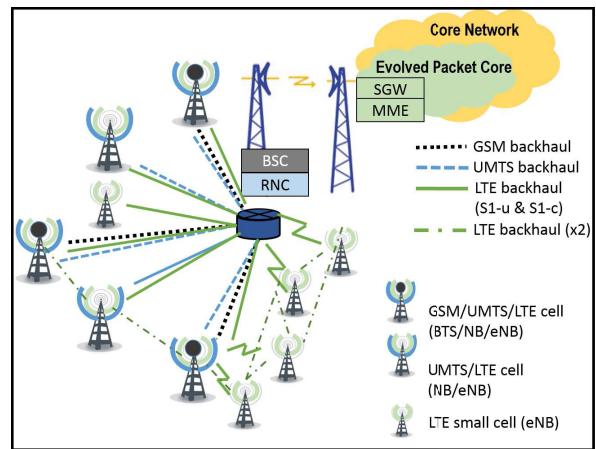 Core Network
Evolved Packet Core
SGW
MME
BSC
RNC
GSM backhaul
UMTS backhaul
LTE backhaul
(S1-u & S1-c)
LTE backhaul (x2)
GSM/UMTS/LTE cell
(BTS/NB/eNB)
UMTS/LTE cell
(NB/eNB)
LTE small cell (eNB)